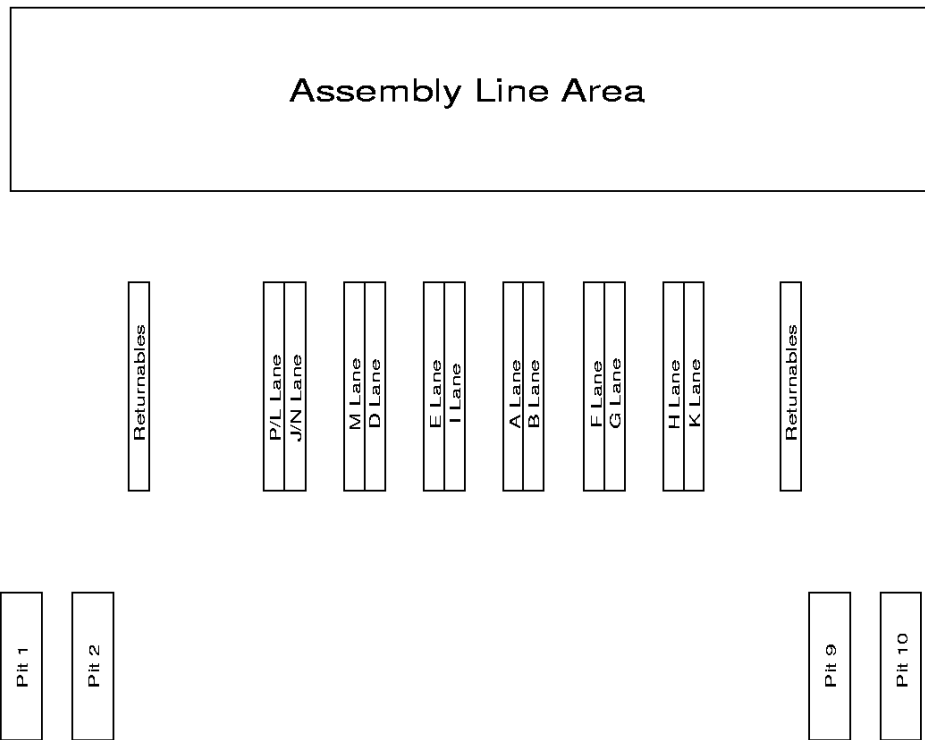 Assembly Line Area
Returnables
P/L Lane
J/N Lane
M Lane
D Lane
E Lane
I Lane
A Lane
B Lane
F Lane
G Lane
H Lane
K Lane
Returnables
Pit 1
Pit 2
Pit 9
Pit 10